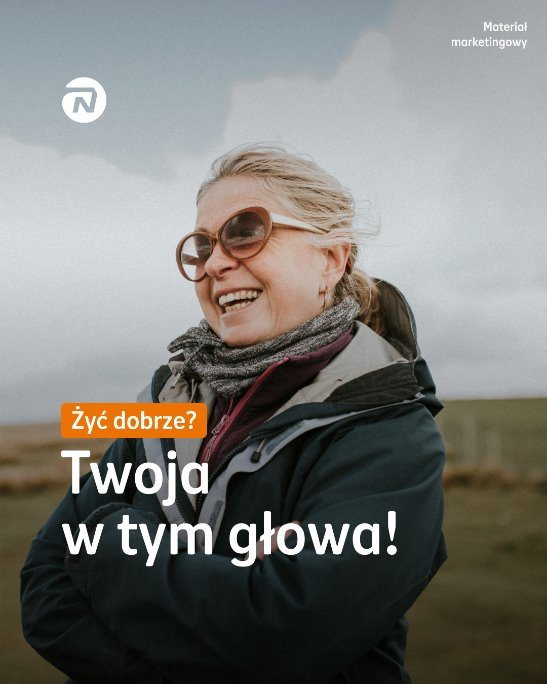 Materiał
marketingowy
Żyć dobrze?
Twoja
w tym głowa!